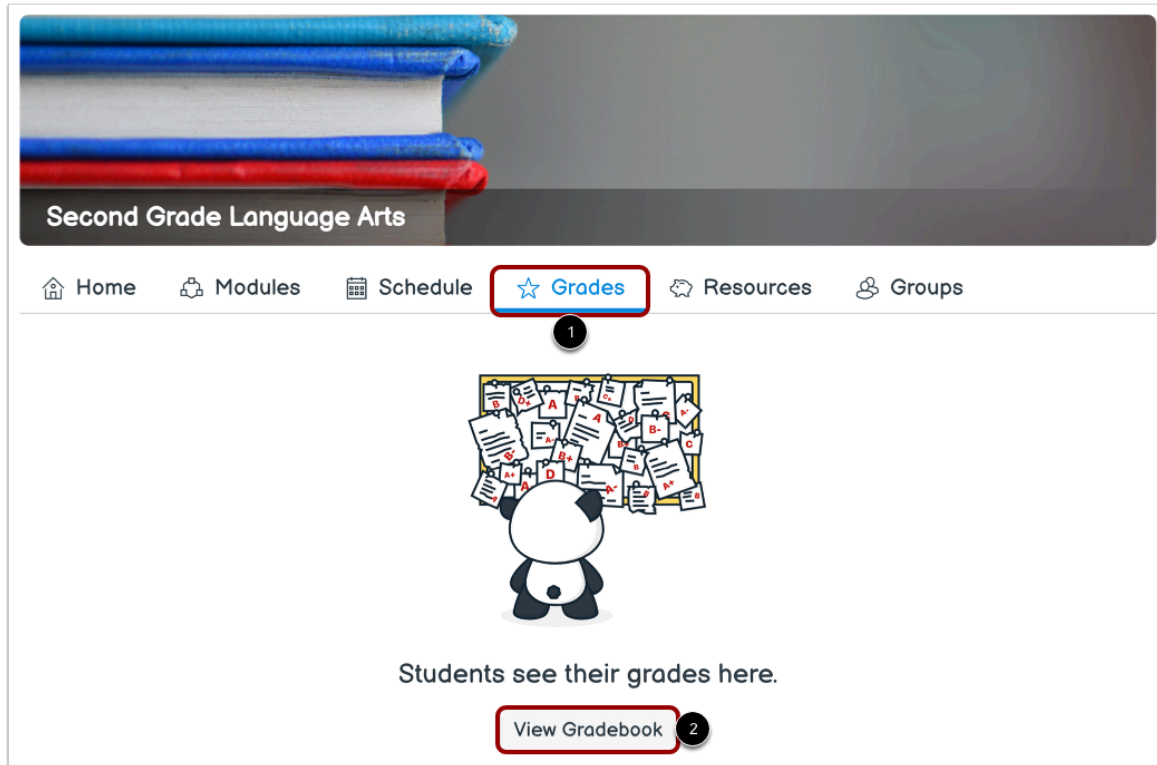 Second Grade Language Arts
Home Modules Schedule Grades Resources Groups
1
B D+ A C+ A-
A D B- C
B- A- B+ B
A+ A D A- A+ B
Students see their grades here.
View Gradebook 2